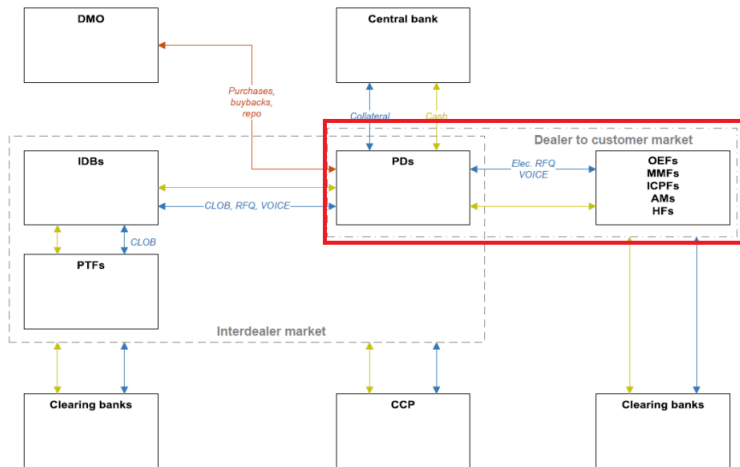 DMO
Central bank
Purchases,
buybacks,
repo
Collateral
Cash
Dealer to customer market
IDBs
PDs
Elec. RFQ
VOICE
OEFs
MMFs
ICPFs
AMs
HFs
CLOB, RFQ, VOICE
CLOB
PTFs
Interdealer market
Clearing banks
CCP
Clearing banks